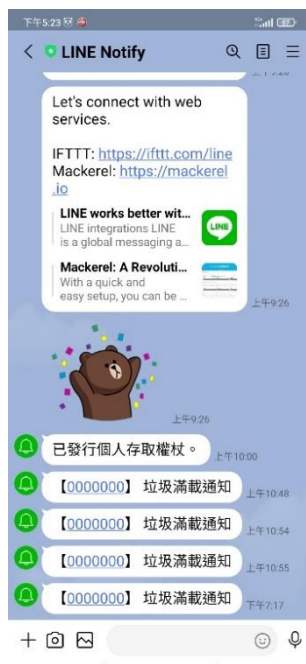 下午5:23
LINE Notify
Let's connect with web
services.
IFTTT: https://ifttt.com/line
Mackerel: https://mackerel
.io
LINE works better wit...
LINE integrations LINE
is a global messaging a...
LINE
Mackerel: A Revoluti...
With a quick and
easy setup, you can be ...
上午9:26
上午9:26
已發行個人存取權杖。
上午10:00
【0000000】 垃圾滿載通知
上午10:48
【0000000】 垃圾滿載通知
上午10:54
【0000000】 垃圾滿載通知
上午10:55
【0000000】 垃圾滿載通知
下午7:17